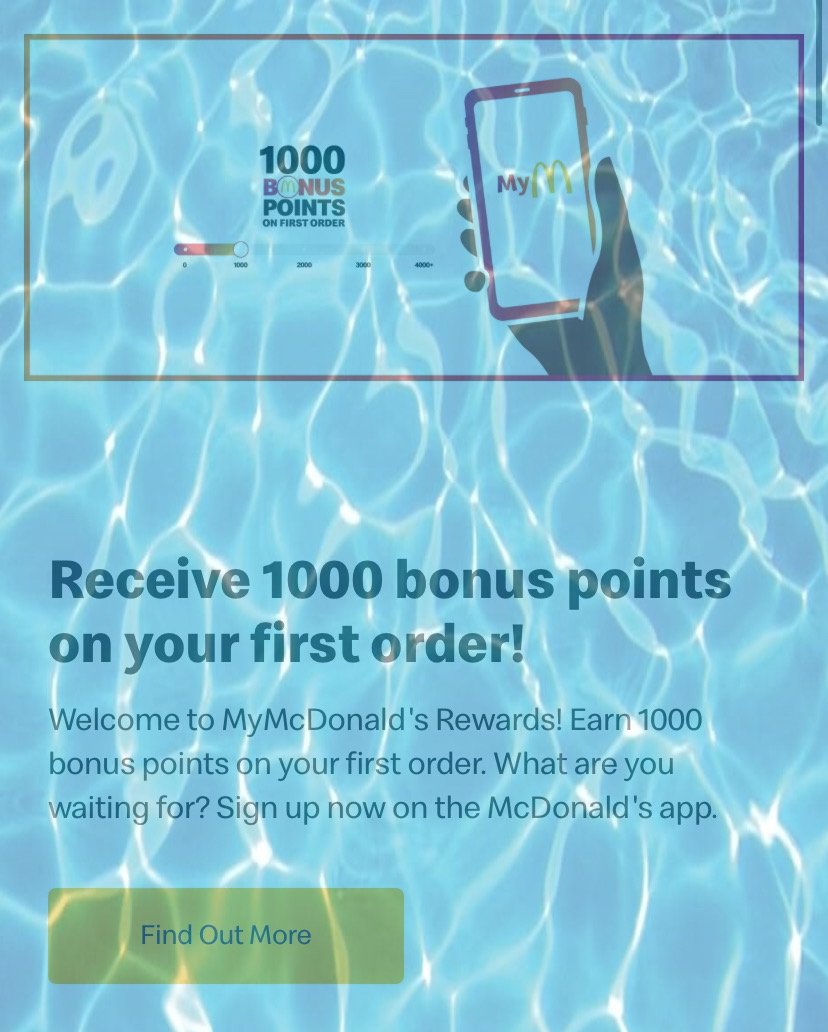 1000
BONUS
POINTS
ON FIRST ORDER
0 1000 2000 3000 4000+
My
Receive 1000 bonus points
on your first order!
Welcome to MyMcDonald's Rewards! Earn 1000
bonus points on your first order. What are you
waiting for? Sign up now on the McDonald's app.
Find Out More